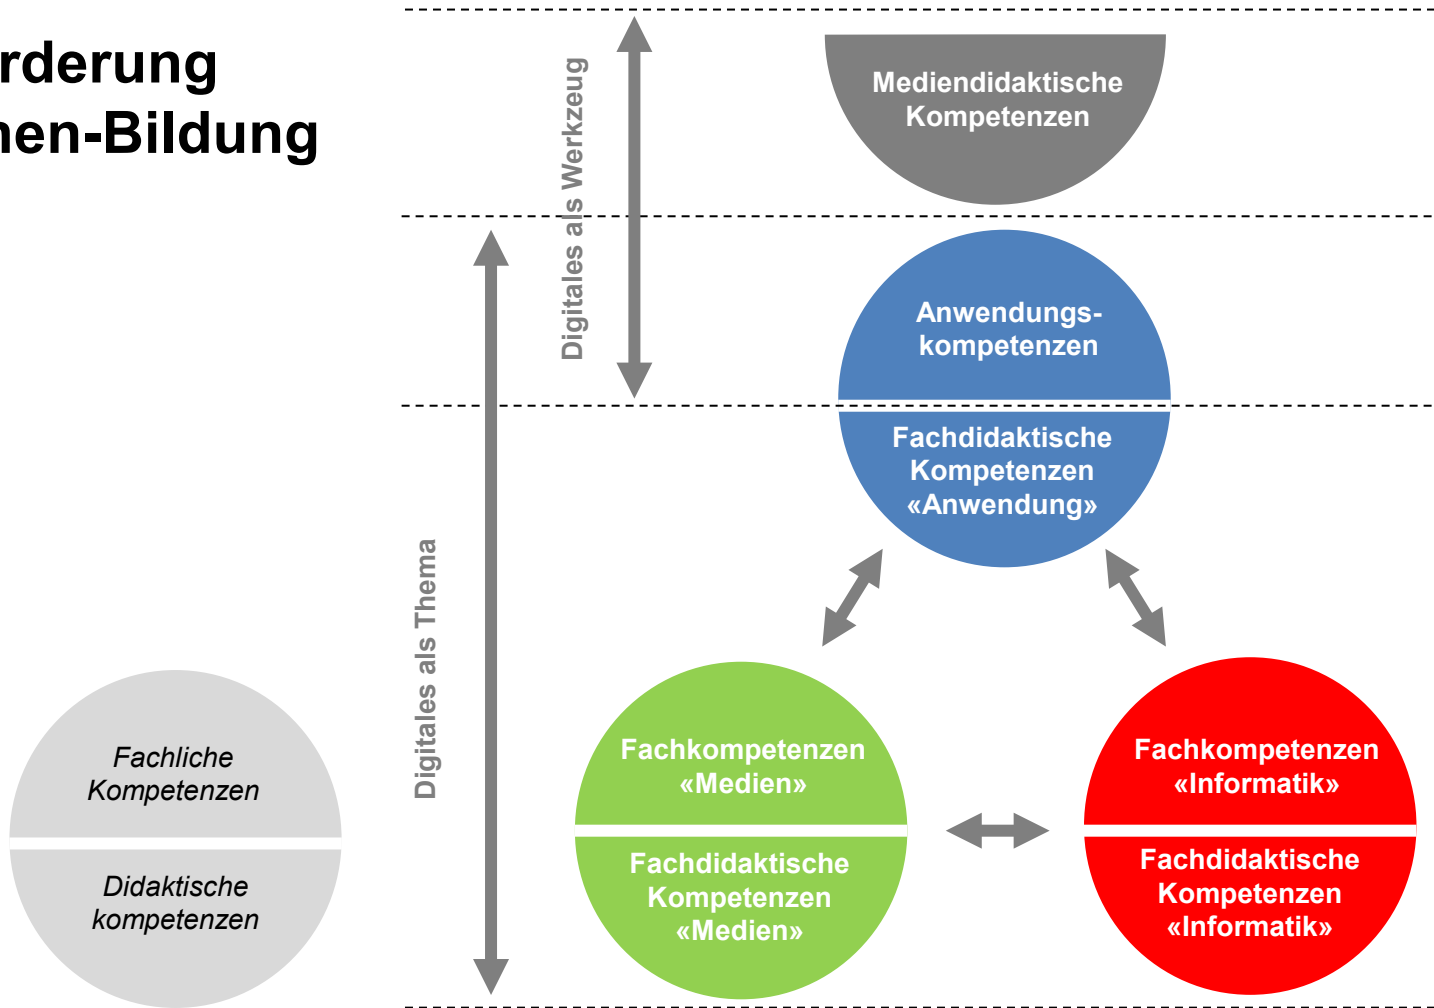 rderung
nen-Bildung
Mediendidaktische
Kompetenzen
Digitales als Werkzeug
Anwendungs-
kompetenzen
Fachdidaktische
Kompetenzen
«Anwendung»
Digitales als Thema
Fachliche
Kompetenzen
Didaktische
kompetenzen
Fachkompetenzen
«Medien»
Fachdidaktische
Kompetenzen
«Medien»
Fachkompetenzen
«Informatik»
Fachdidaktische
Kompetenzen
«Informatik»